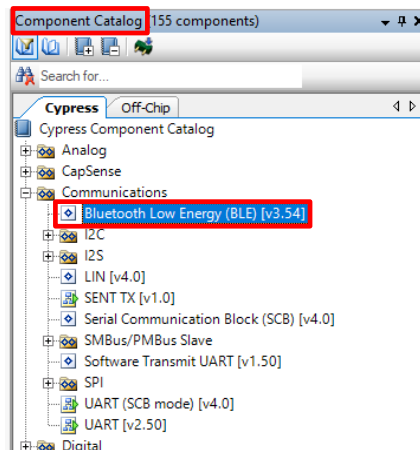 Component Catalog (155 components)
Search for...
Cypress Off-Chip
Cypress Component Catalog
Analog
CapSense
Communications
Bluetooth Low Energy (BLE) [v3.54]
I2C
I2S
LIN [v4.0]
SENT TX [v1.0]
Serial Communication Block (SCB) [v4.0]
SMBus/PMBus Slave
Software Transmit UART [v1.50]
SPI
UART (SCB mode) [v4.0]
UART [v2.50]
Digital